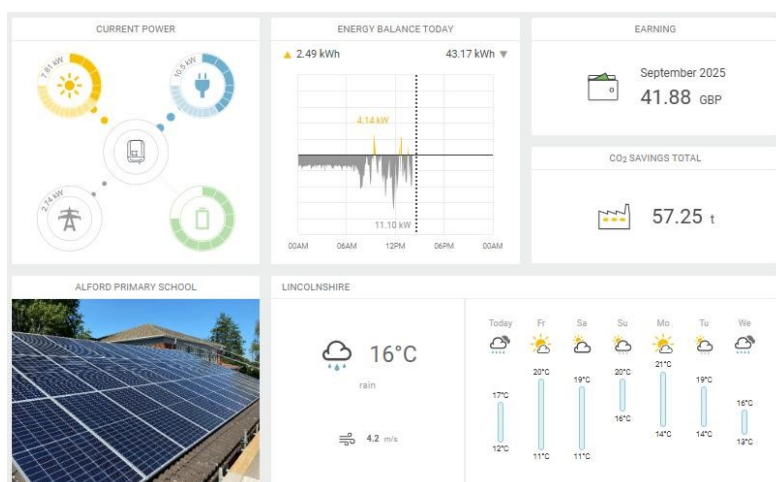 CURRENT POWER
7.81 kW
10.5 kW
2.74 kW
ENERGY BALANCE TODAY
2.49 kWh
43.17 kWh
4.14 kW
11.10 kW
00AM 06AM 12PM 06PM 00AM
EARNING
September 2025
41.88 GBP
CO2 SAVINGS TOTAL
57.25 t
ALFORD PRIMARY SCHOOL
LINCOLNSHIRE
16°C
rain
4.2 m/s
Today Fr Sa Su Mo Tu We
17°C 20°C 19°C 20°C 21°C 19°C 16°C
12°C 11°C 11°C 16°C 14°C 14°C 13°C